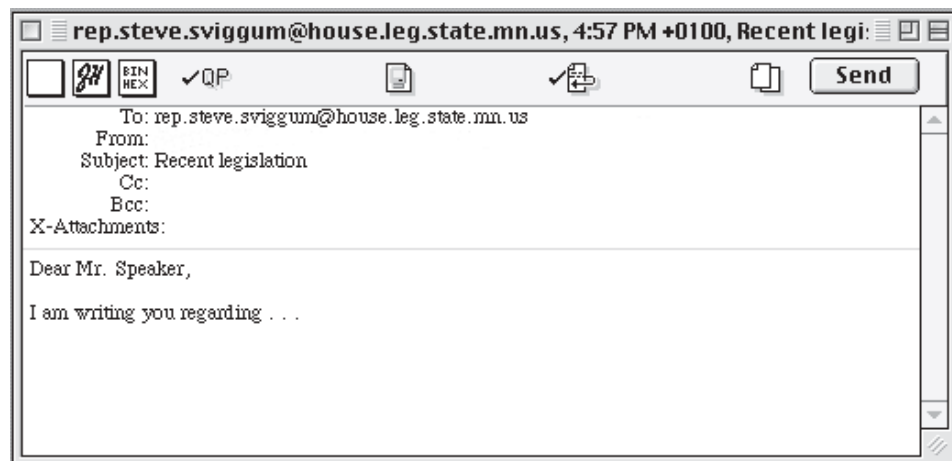 rep.steve.sviggum@house.leg.state.mn.us, 4:57 PM +0100, Recent legi:
BIN HEX QP Send
To: rep.steve.sviggum@house.leg.state.mn.us
From:
Subject: Recent legislation
Cc:
Bcc:
X-Attachments:
Dear Mr. Speaker,
I am writing you regarding . . .